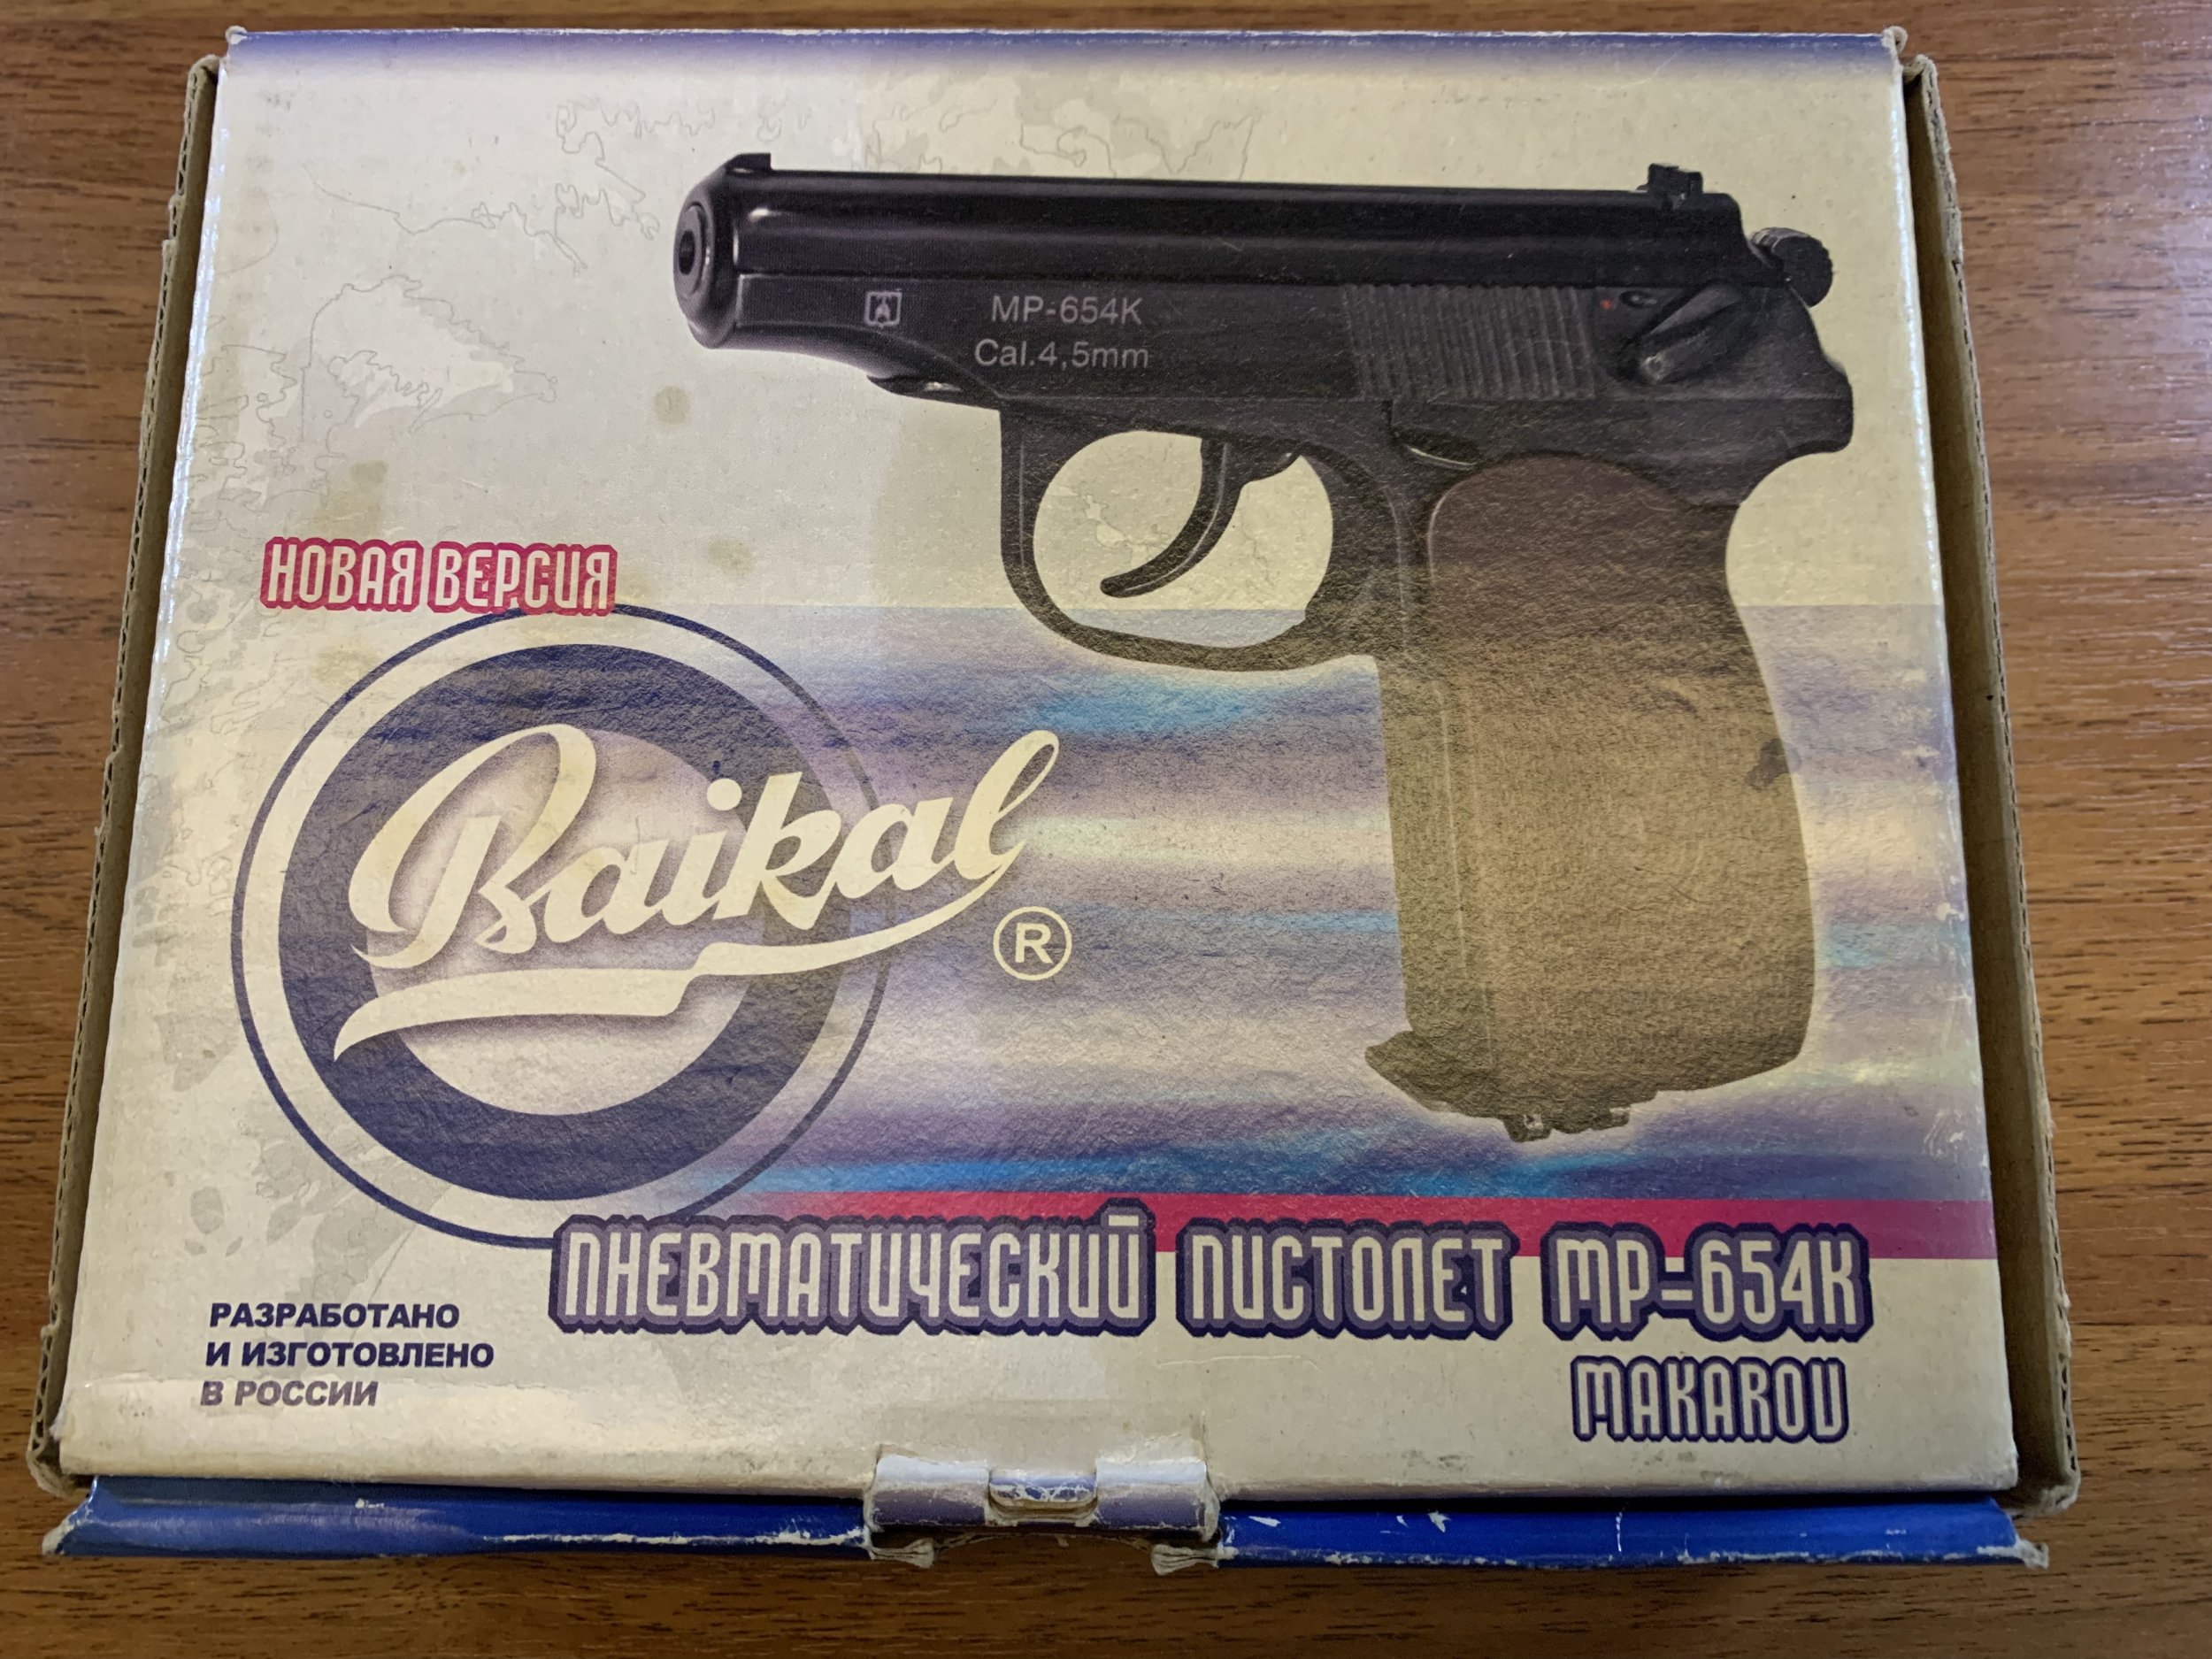 MP-654K
Cal.4,5mm
НОВАЯ ВЕРСИЯ
Baikal
®
ПНЕВМАТИЧЕСКИЙ ПИСТОЛЕТ МР-654К
MAKAROV
РАЗРАБОТАНО
И ИЗГОТОВЛЕНО
В РОССИИ